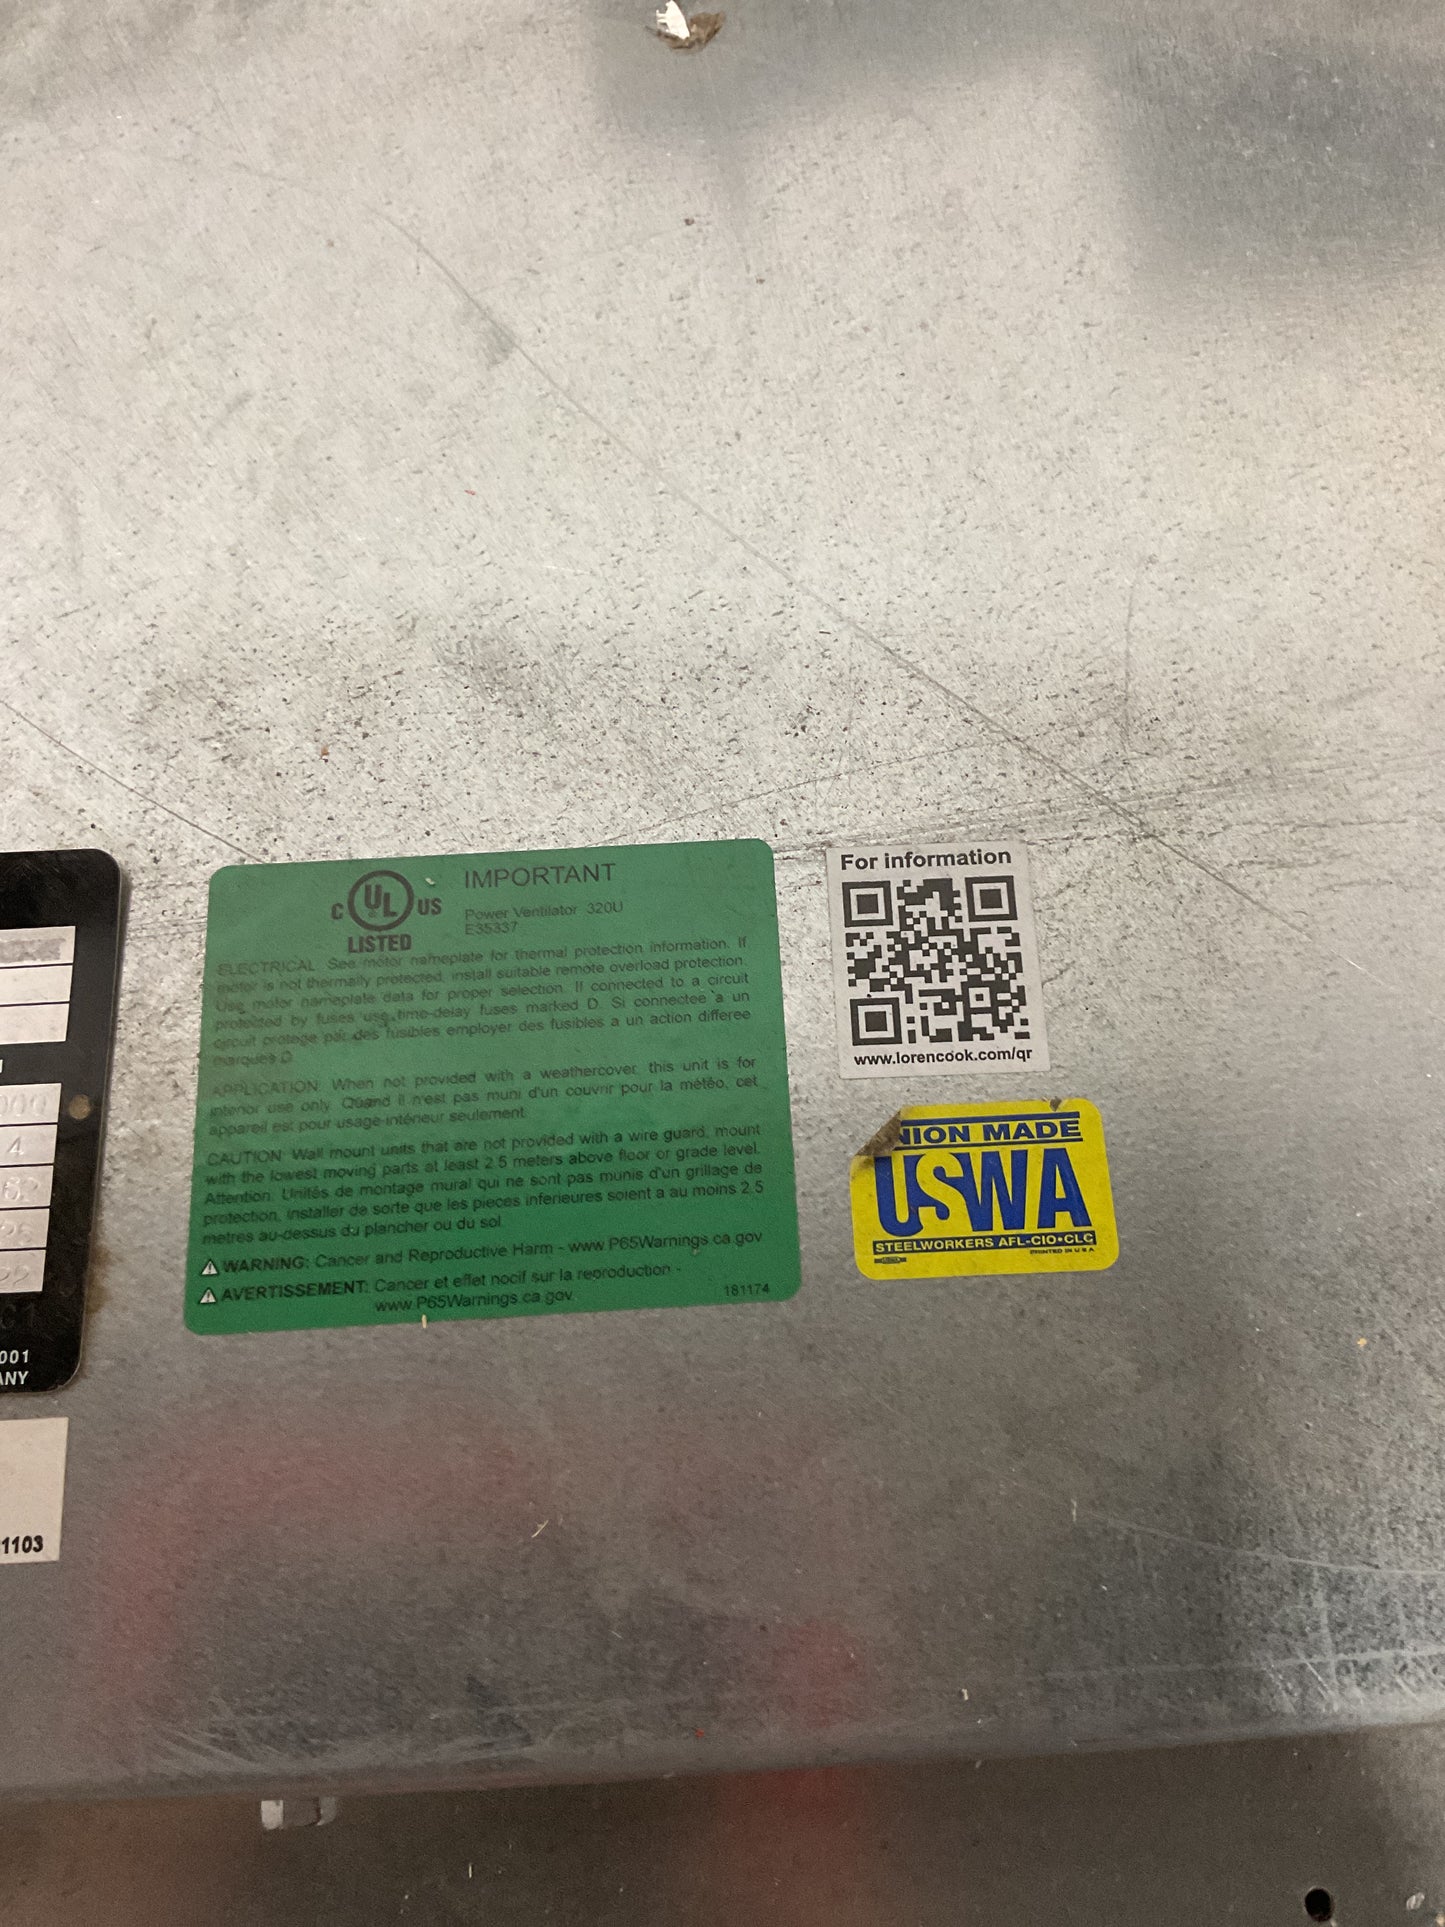 C UL US
LISTED
IMPORTANT
Power Ventilator 320U
E35337
ELECTRICAL: See motor nameplate for thermal protection information. If
motor is not thermally protected, install suitable remote overload protection.
Use motor nameplate data for proper selection. If connected to a circuit
protected by fuses use time-delay fuses marked D. Si connectee a un
circuit protege par des fusibles employer des fusibles a un action differee
marques D.
APPLICATION: When not provided with a weathercover, this unit is for
interior use only. Quand il n'est pas muni d'un couvrir pour la météo, cet
appareil est pour usage intérieur seulement.
CAUTION: Wall mount units that are not provided with a wire guard, mount
with the lowest moving parts at least 2.5 meters above floor or grade level.
Attention: Unités de montage mural qui ne sont pas munis d'un grillage de
protection, installer de sorte que les pieces inferieures soient a au moins 2.5
metres au-dessus du plancher ou du sol.
WARNING: Cancer and Reproductive Harm - www.P65Warnings.ca.gov
AVERTISSEMENT: Cancer et effet nocif sur la reproduction -
www.P65Warnings.ca.gov
181174
For information
www.lorencook.com/qr
NION MADE
USWA
STEELWORKERS AFL-CIO•CLC
PRINTED IN U.S.A.
4
001
ANY
1103